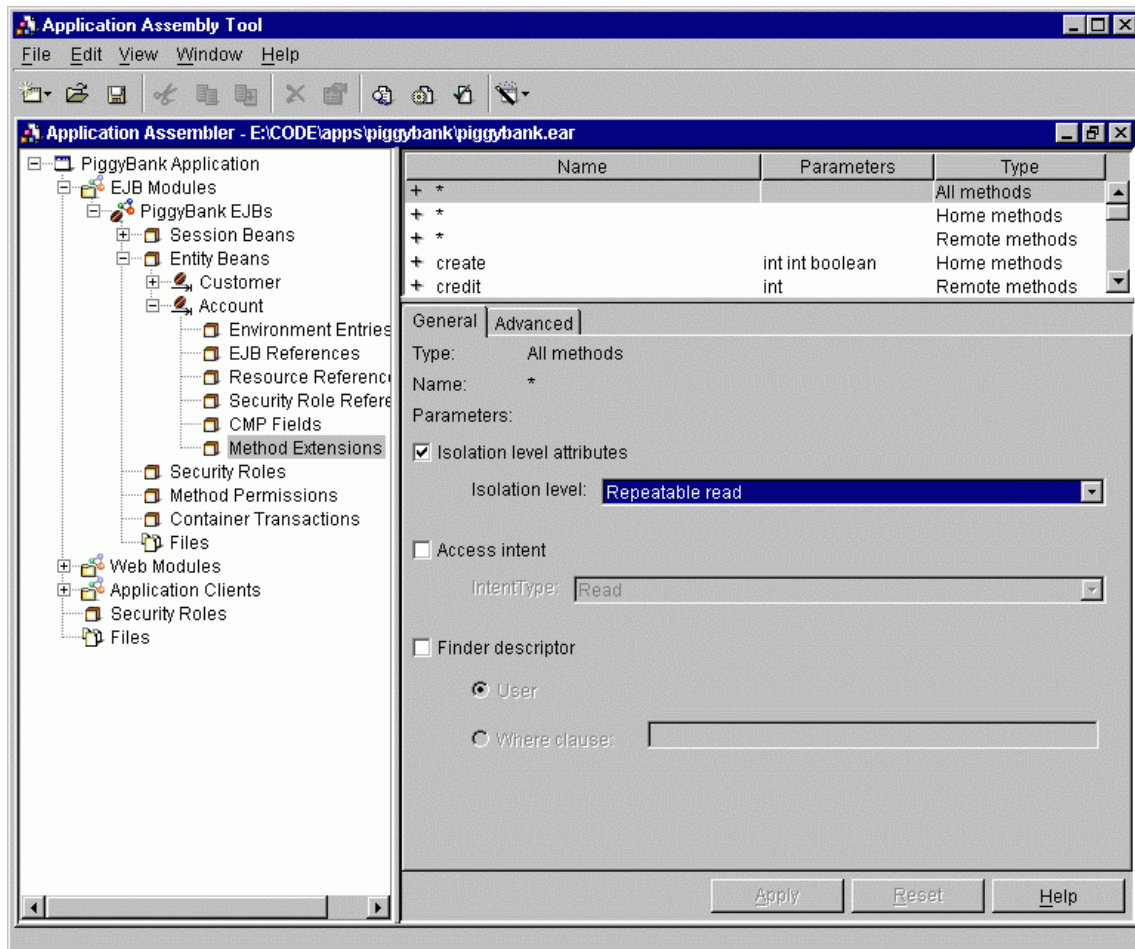 Application Assembly Tool
File Edit View Window Help
Application Assembler - E:\CODE\apps\piggybank\piggybank.ear
PiggyBank Application
EJB Modules
PiggyBank EJBs
Session Beans
Entity Beans
Customer
Account
Environment Entries
EJB References
Resource Referenc
Security Role Refere
CMP Fields
Method Extensions
Security Roles
Method Permissions
Container Transactions
Files
Web Modules
Application Clients
Security Roles
Files
Name Parameters Type
+ * All methods
+ * Home methods
+ * Remote methods
+ create int int boolean Home methods
+ credit int Remote methods
General Advanced
Type: All methods
Name: *
Parameters:
Isolation level attributes
Isolation level: Repeatable read
Access intent
IntentType: Read
Finder descriptor
User
Where clause:
Apply Reset Help